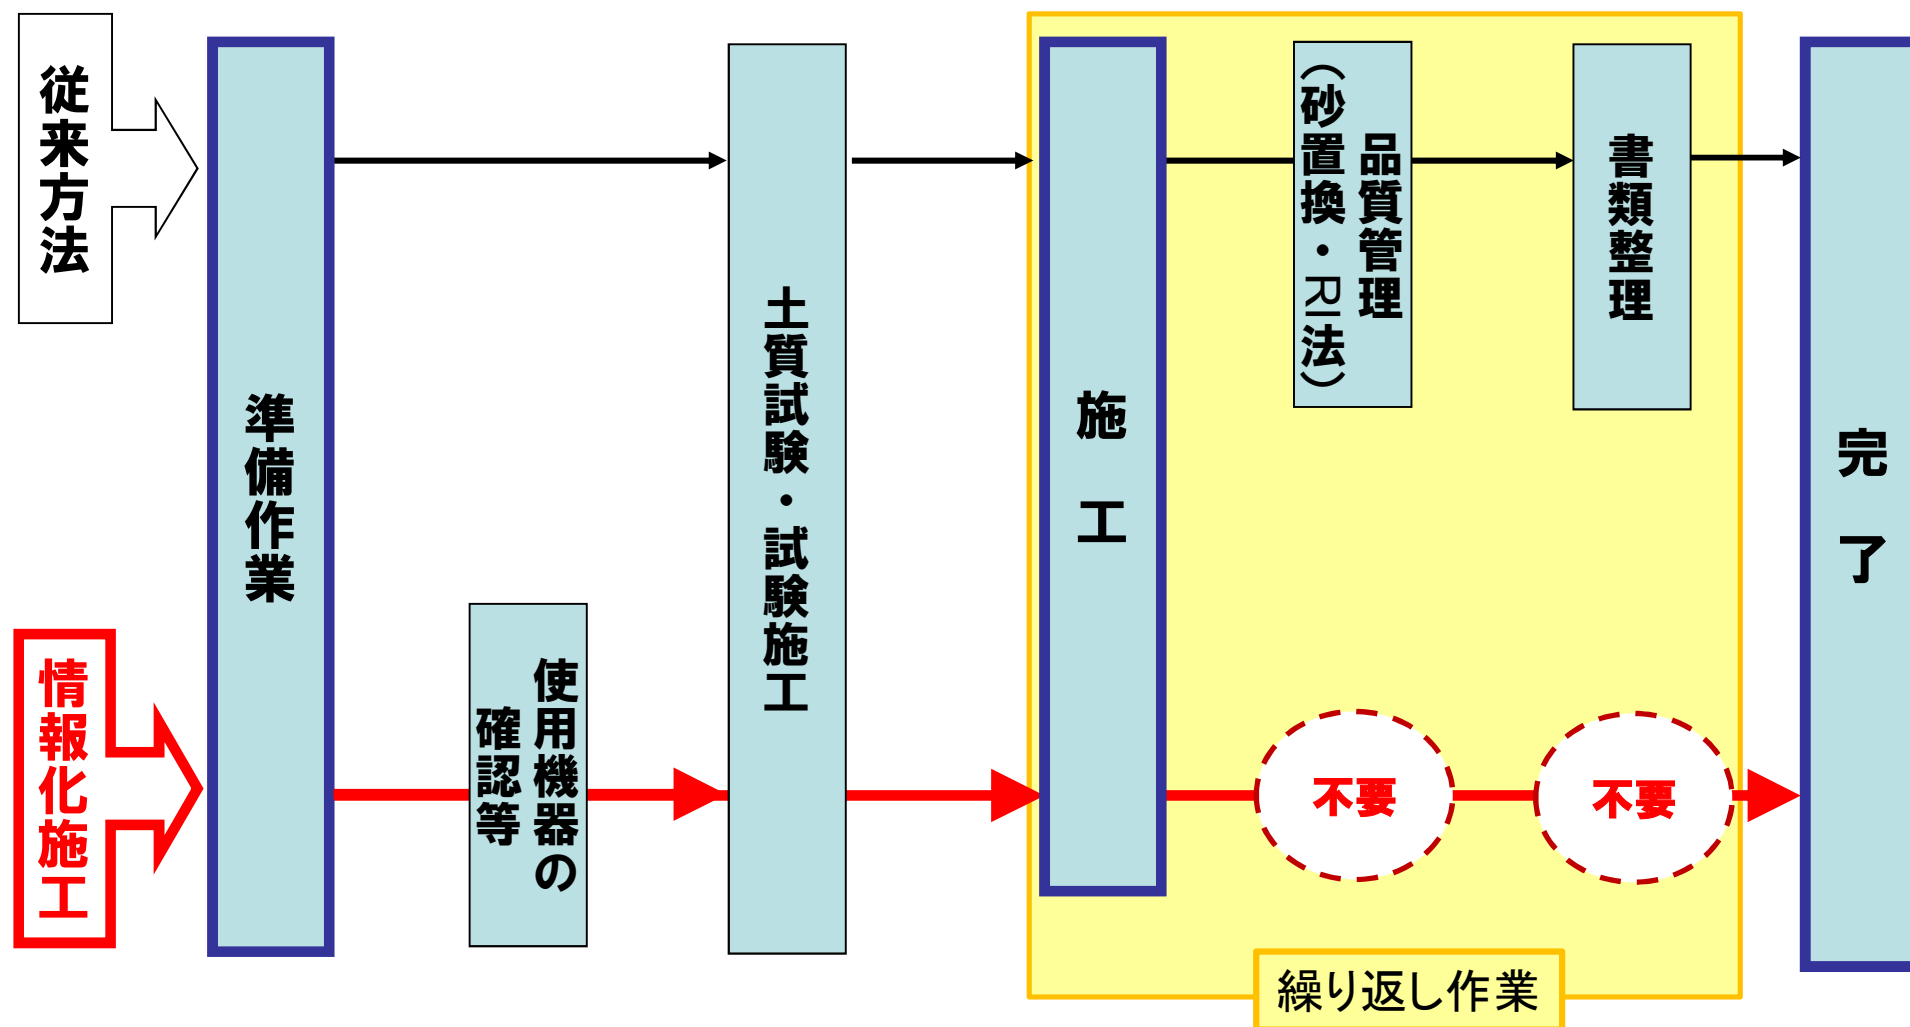 従来方法
準備作業
土質試験・試験施工
施 工
品質管理
（砂置換・RI法）
書類整理
完 了
情報化施工
使用機器の
確認等
不要
不要
繰り返し作業